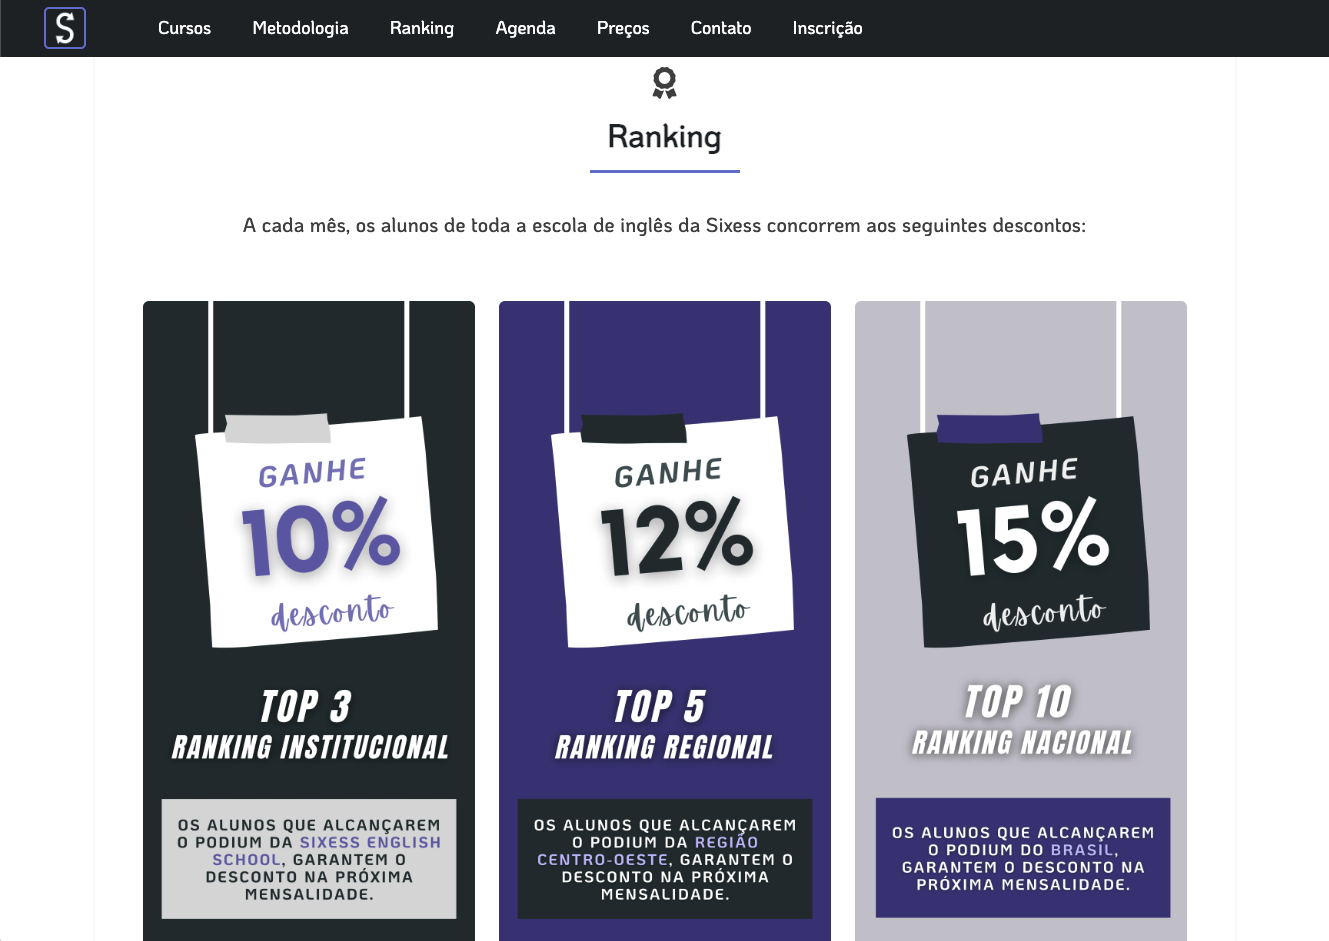 S
Cursos Metodologia Ranking Agenda Preços Contato Inscrição
Ranking
A cada mês, os alunos de toda a escola de inglês da Sixess concorrem aos seguintes descontos:
GANHE
10%
desconto
TOP 3
RANKING INSTITUCIONAL
OS ALUNOS QUE ALCANÇAREM
O PODIUM DA SIXESS ENGLISH
SCHOOL, GARANTEM O
DESCONTO NA PRÓXIMA
MENSALIDADE.
GANHE
12%
desconto
TOP 5
RANKING REGIONAL
OS ALUNOS QUE ALCANÇAREM
O PODIUM DA REGIÃO
CENTRO-OESTE, GARANTEM O
DESCONTO NA PRÓXIMA
MENSALIDADE.
GANHE
15%
desconto
TOP 10
RANKING NACIONAL
OS ALUNOS QUE ALCANÇAREM
O PODIUM DO BRASIL,
GARANTEM O DESCONTO NA
PRÓXIMA MENSALIDADE.